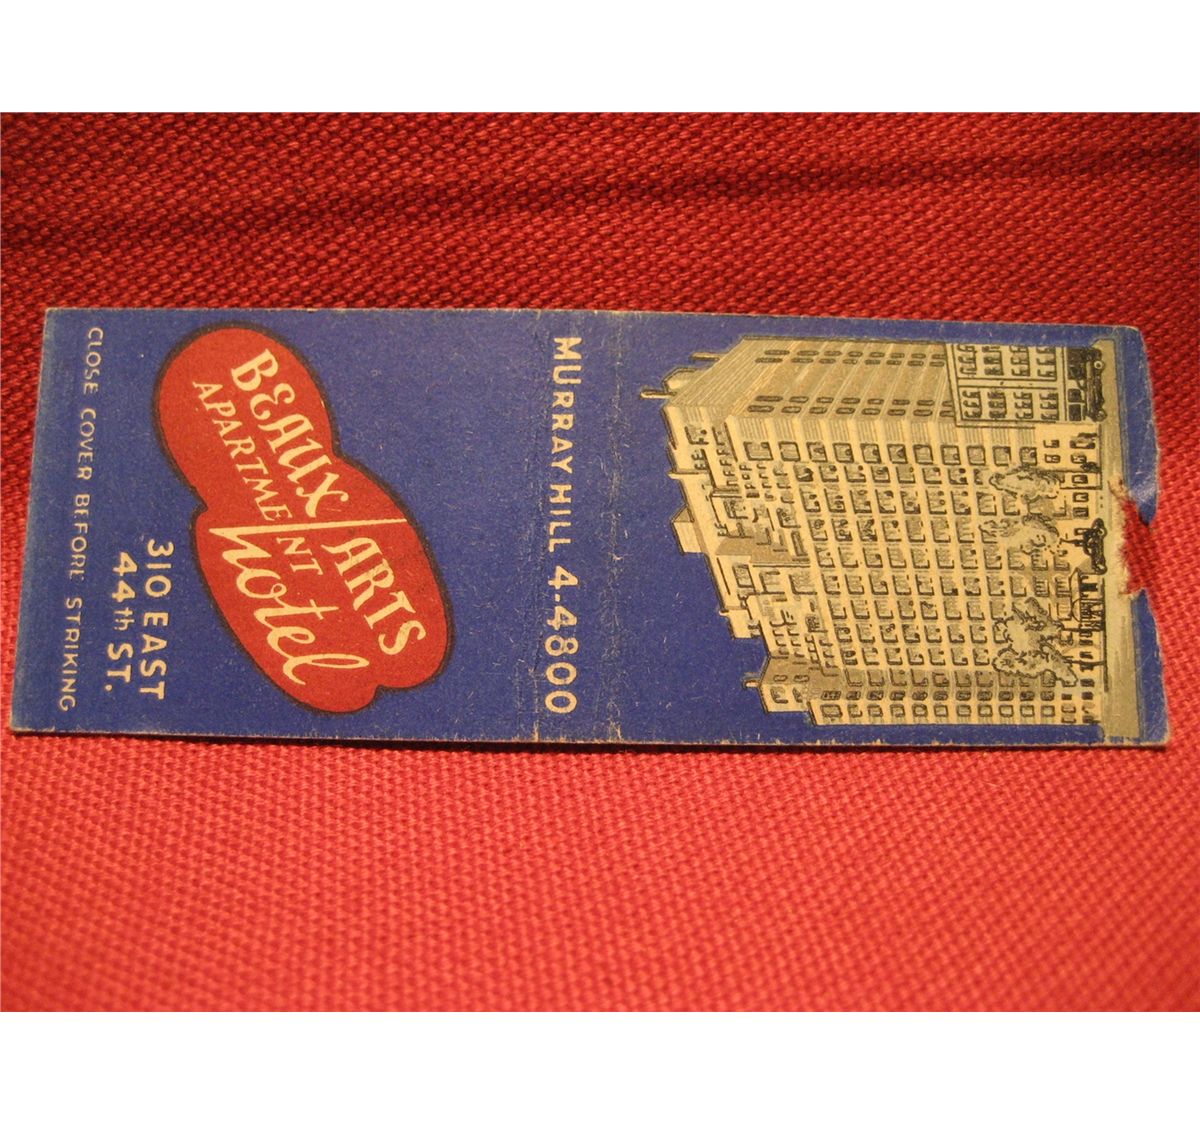 MURRAY HILL 4.4800
BEAUX ARTS
APARTMENT hotel
310 EAST
44th ST.
CLOSE COVER BEFORE STRIKING